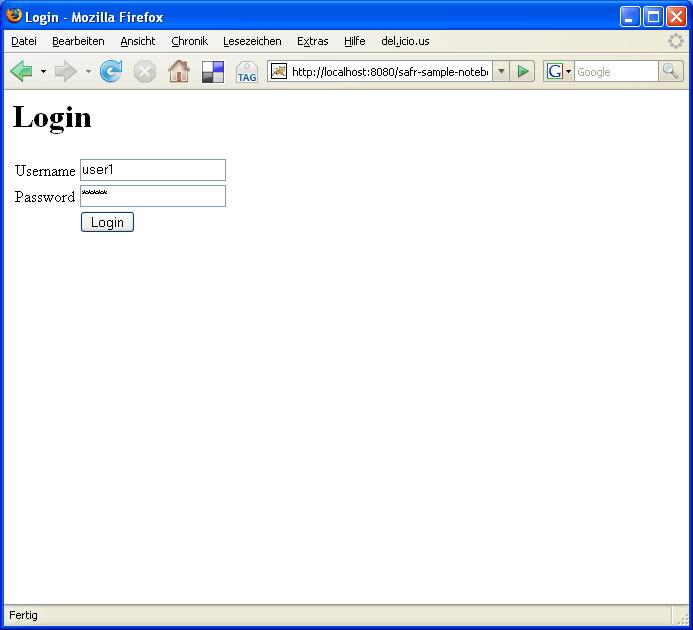 Login - Mozilla Firefox
Datei Bearbeiten Ansicht Chronik Lesezeichen Extras Hilfe del.icio.us
TAG http://localhost:8080/safr-sample-noteb G Google
Login
Username user1
Password ******
Login
Fertig